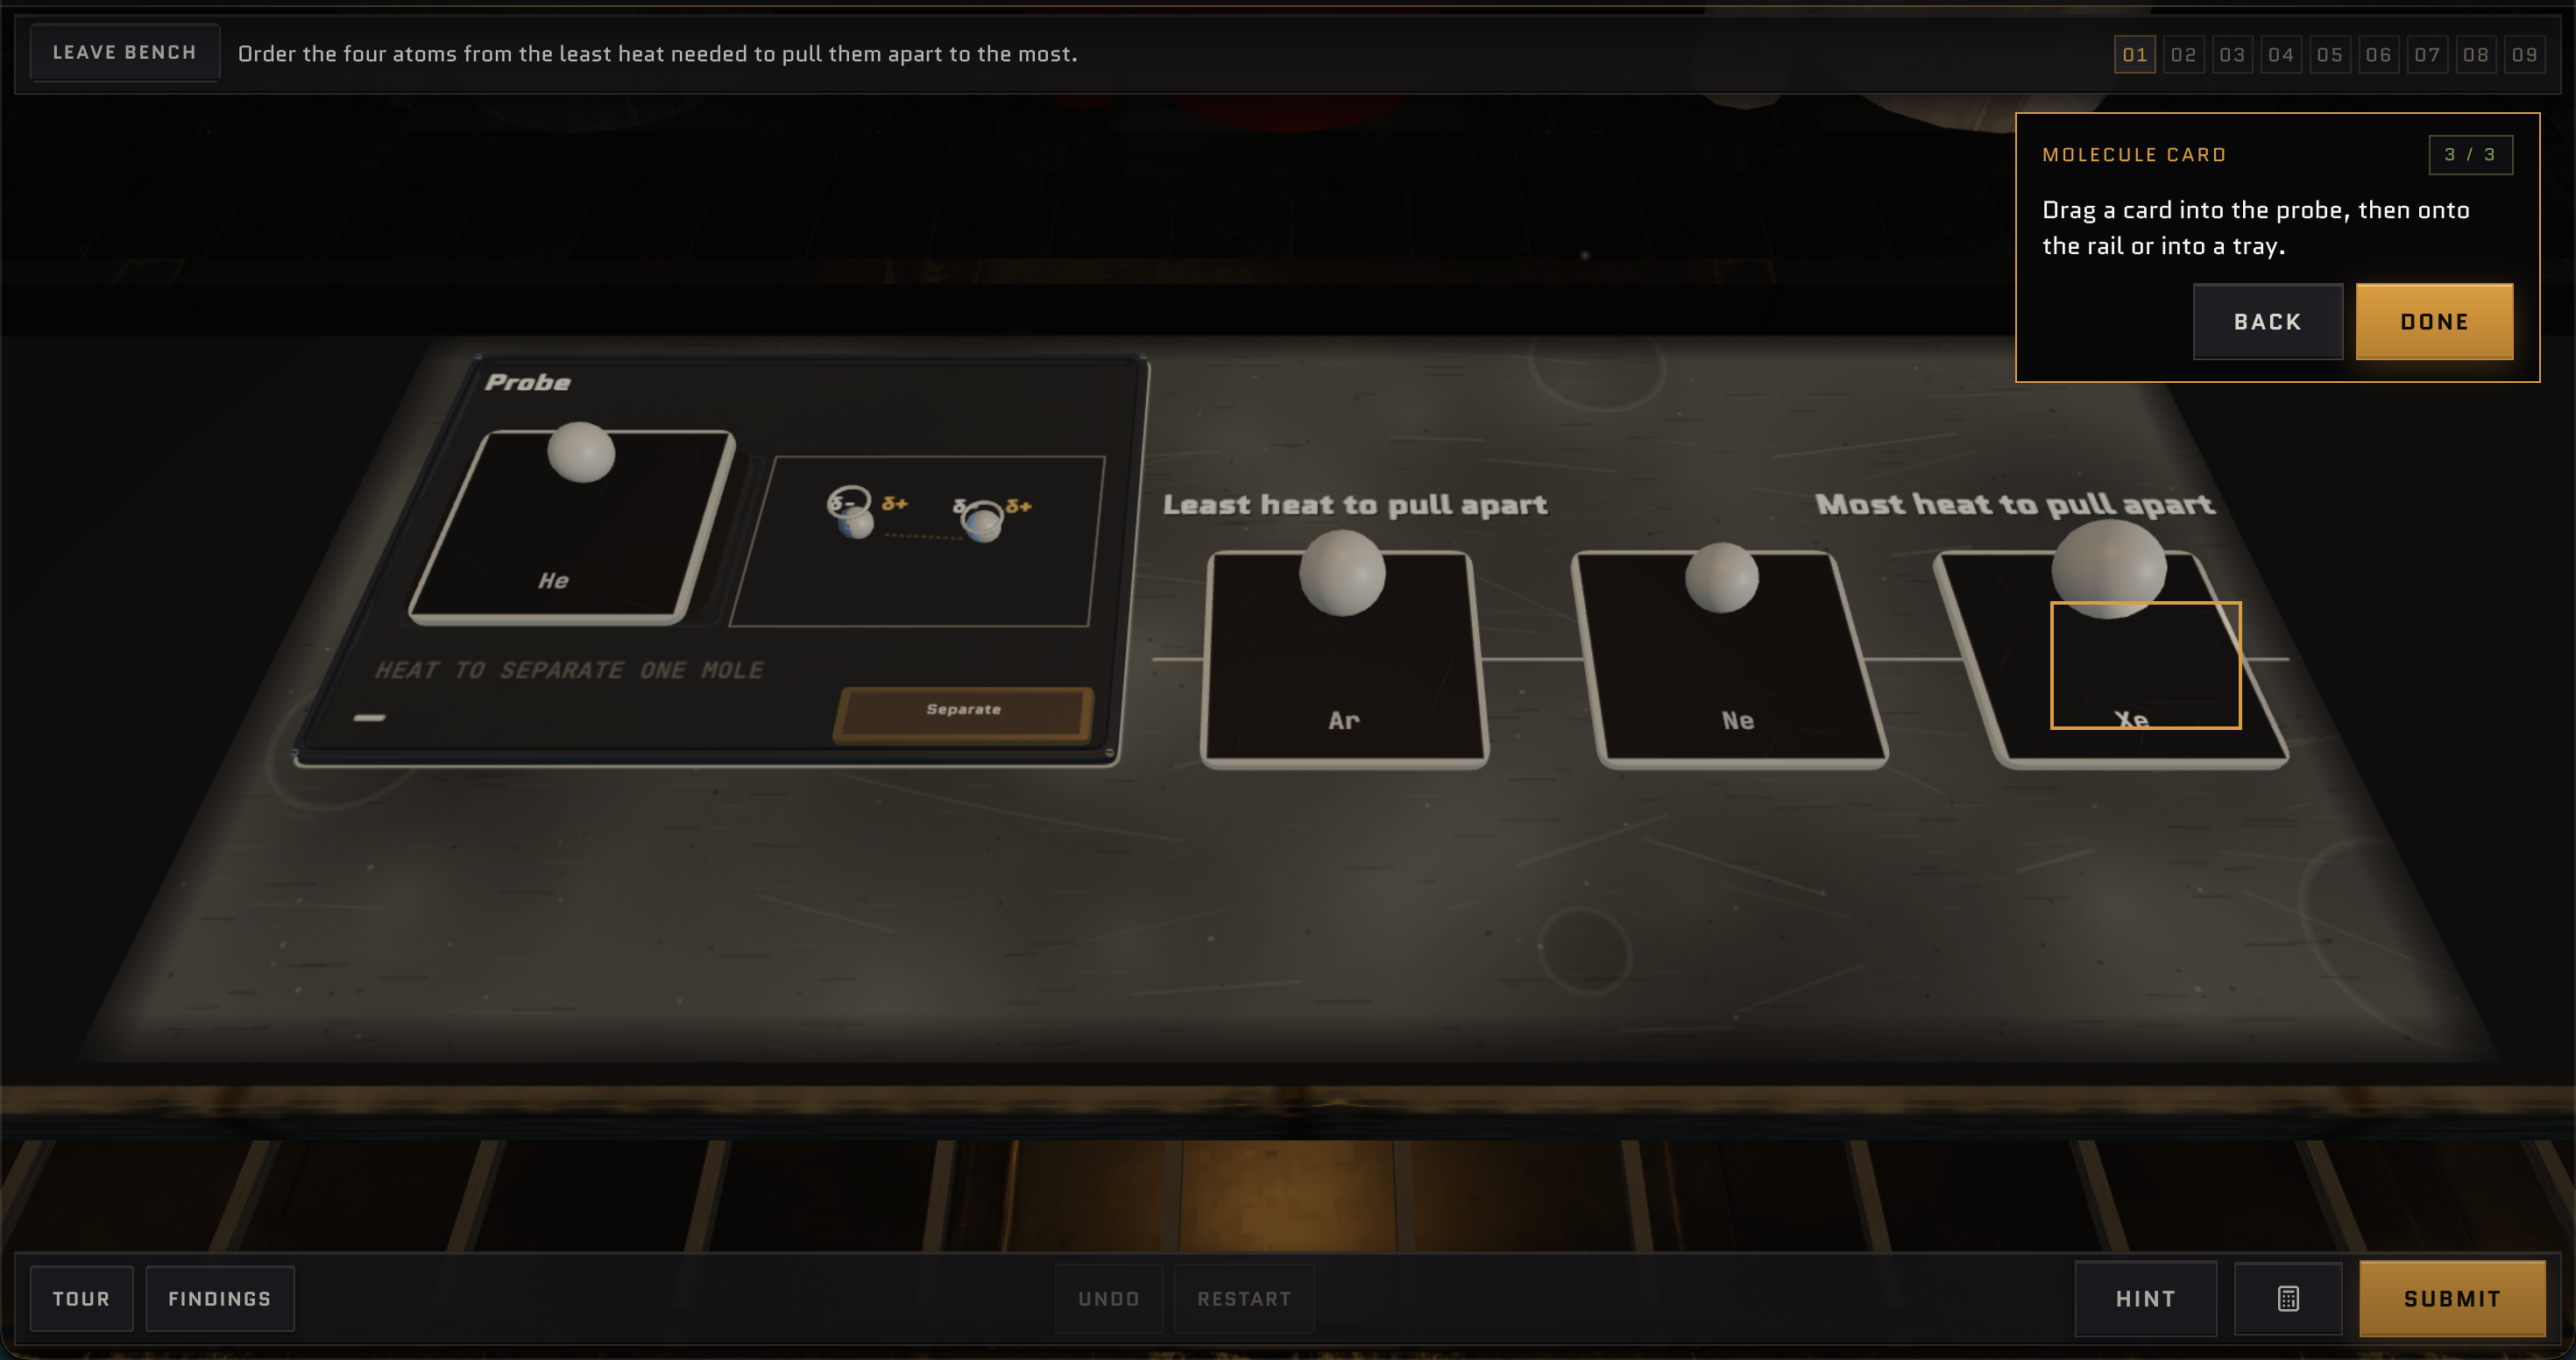 LEAVE BENCH
Order the four atoms from the least heat needed to pull them apart to the most.
01 02 03 04 05 06 07 08 09
MOLECULE CARD
3 / 3
Drag a card into the probe, then onto
the rail or into a tray.
BACK
DONE
Probe
He
δ- δ+ δ- δ+
HEAT TO SEPARATE ONE MOLE
Separate
Least heat to pull apart
Most heat to pull apart
Ar
Ne
Xe
TOUR
FINDINGS
UNDO
RESTART
HINT
SUBMIT